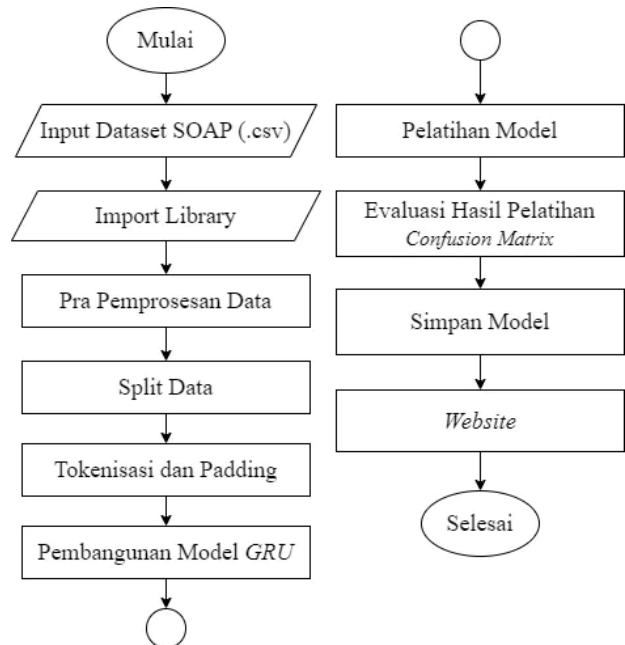 Mulai
Input Dataset SOAP (.csv)
Import Library
Pra Pemprosesan Data
Split Data
Tokenisasi dan Padding
Pembangunan Model GRU
Pelatihan Model
Evaluasi Hasil Pelatihan
Confusion Matrix
Simpan Model
Website
Selesai